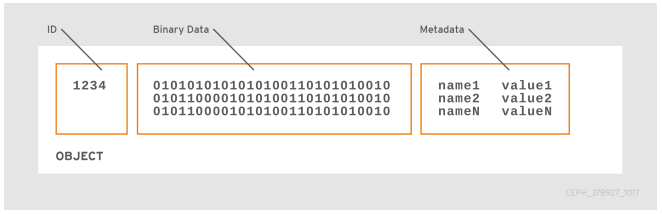 ID Binary Data Metadata
1234 0101010101010100110101010010 name1 value1
0101100001010100110101010010 name2 value2
0101100001010100110101010010 nameN valueN
OBJECT
CEPH_378927_1017